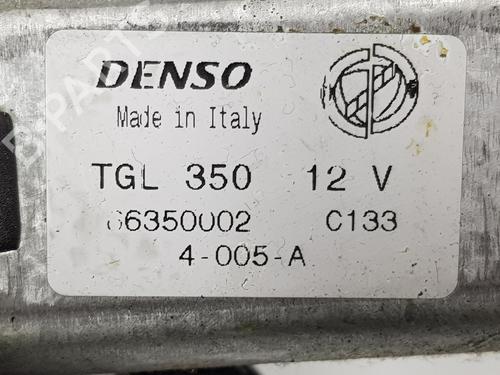 DENSO
Made in Italy
TGL 350 12 V
66350002 C133
4-005-A